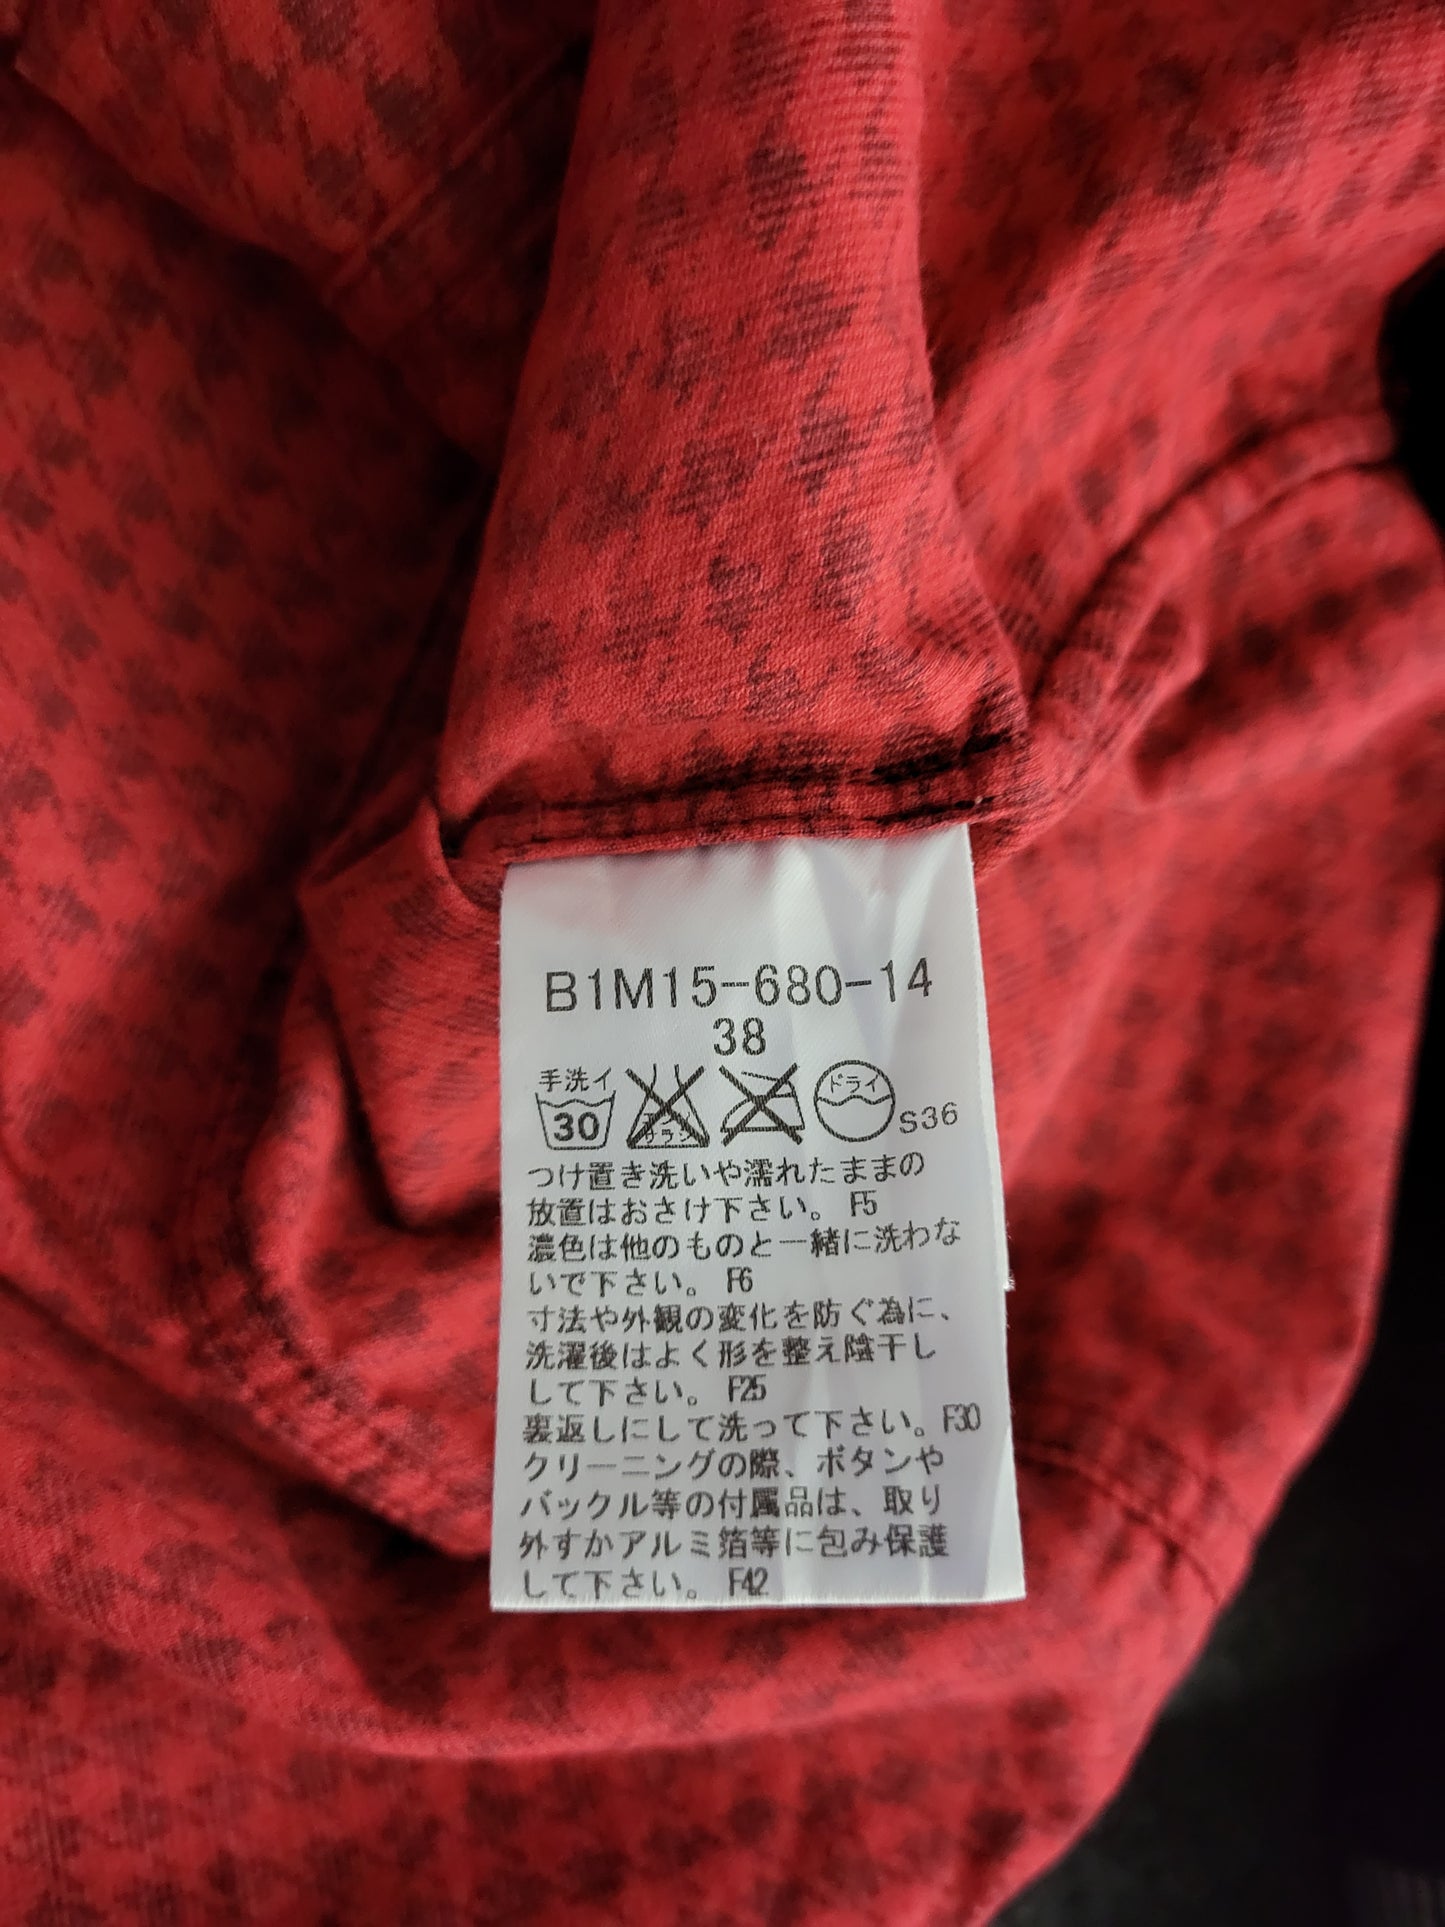 B1M15-680-14
38
手洗イ
30
エンソ
サラシ
ドライ
S36
つけ置き洗いや濡れたままの
放置はおさけ下さい。 F5
濃色は他のものと一緒に洗わな
いで下さい。 F6
寸法や外観の変化を防ぐ為に、
洗濯後はよく形を整え陰干し
して下さい。 F25
裏返しにして洗って下さい。F30
クリーニングの際、ボタンや
バックル等の付属品は、取り
外すかアルミ箔等に包み保護
して下さい。 F42